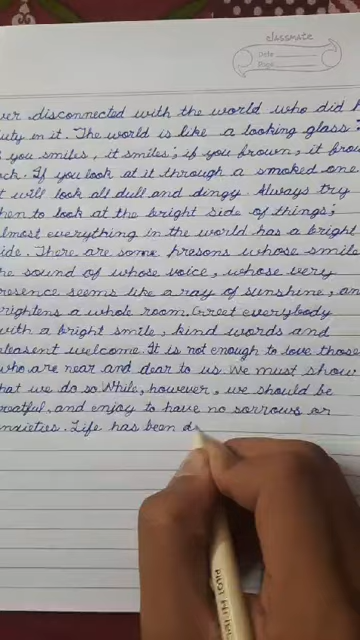 classmate
Date
Page
ver disconnected with the world who did h
uty in it. The world is like a looking glass:
you smiles, it smiles; if you frown, it frow
ack. If you look at it through a smoked one
t will look all dull and dingy. Always try
hen to look at the bright side of things;
lmost everything in the world has a bright
ide. There are some presons whose smile
he sound of whose voice, whose very
resence seems like a ray of sunshine, an
rightens a whole room. Greet everybody
with a bright smile, kind words and
leasent welcome. It is not enough to love those
who are near and dear to us. We must show
hat we do so. While, however, we should be
reatful, and enjoy to have no sorrows or
nxieties. Life has been d
PILOT